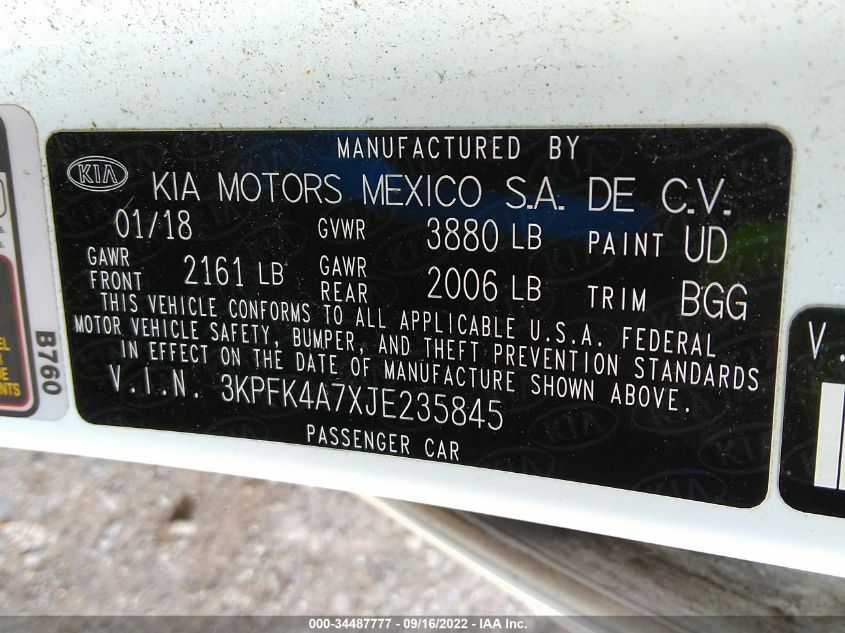 MANUFACTURED BY
KIA KIA MOTORS MEXICO S.A. DE C.V.
01/18 GVWR 3880 LB PAINT UD
GAWR FRONT 2161 LB GAWR REAR 2006 LB TRIM BGG
THIS VEHICLE CONFORMS TO ALL APPLICABLE U.S.A. FEDERAL
MOTOR VEHICLE SAFETY, BUMPER, AND THEFT PREVENTION STANDARDS
IN EFFECT ON THE DATE OF MANUFACTURE SHOWN ABOVE.
V.I.N. 3KPFK4A7XJE235845
PASSENGER CAR
B760
V.
000-34487777 - 09/16/2022 - IAA, Inc.